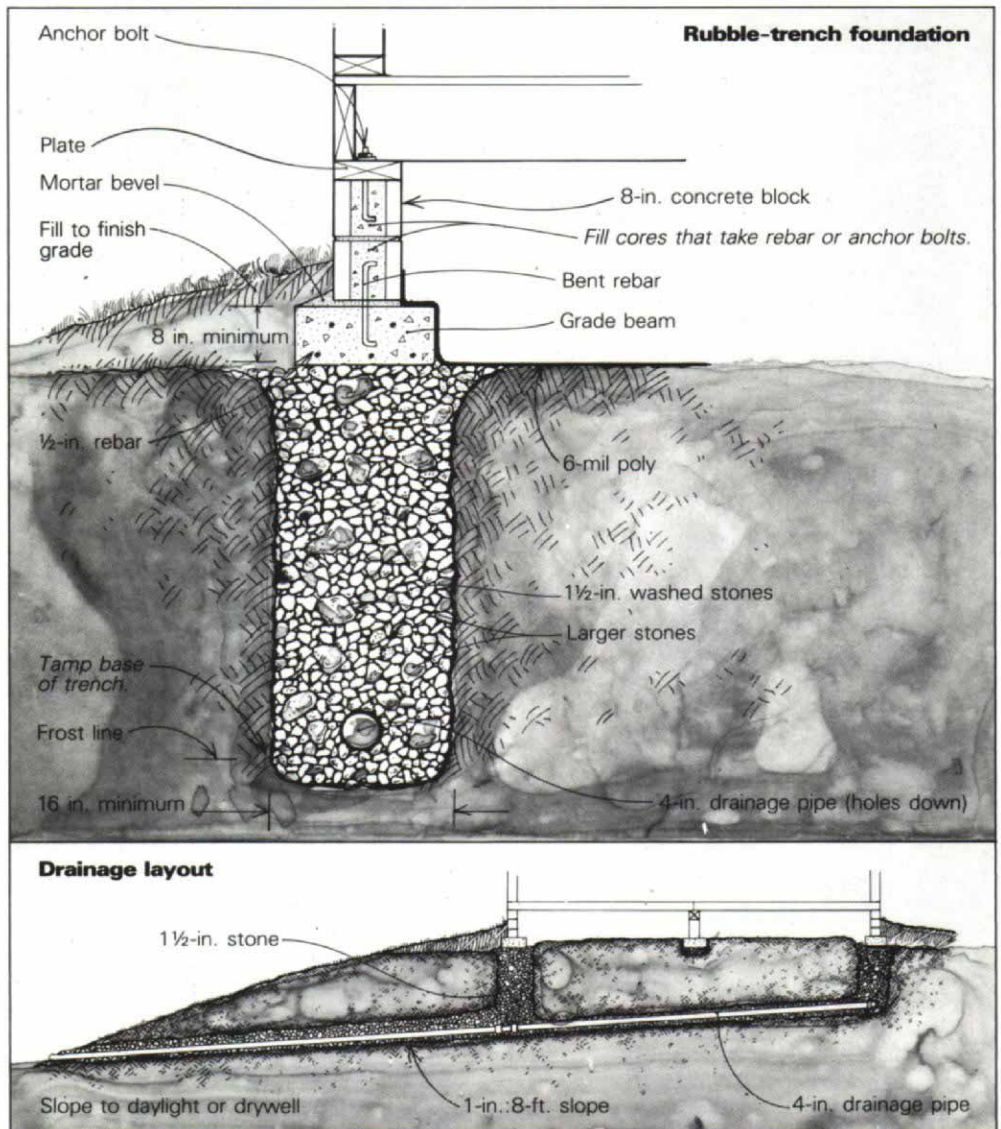 Rubble-trench foundation
Anchor bolt
Plate
Mortar bevel
Fill to finish
grade
8-in. concrete block
Fill cores that take rebar or anchor bolts.
Bent rebar
Grade beam
8 in. minimum
½-in. rebar
6-mil poly
1½-in. washed stones
Larger stones
Tamp base
of trench.
Frost line
16 in. minimum
4-in. drainage pipe (holes down)
Drainage layout
1½-in. stone
Slope to daylight or drywell
1-in.:8-ft. slope
4-in. drainage pipe